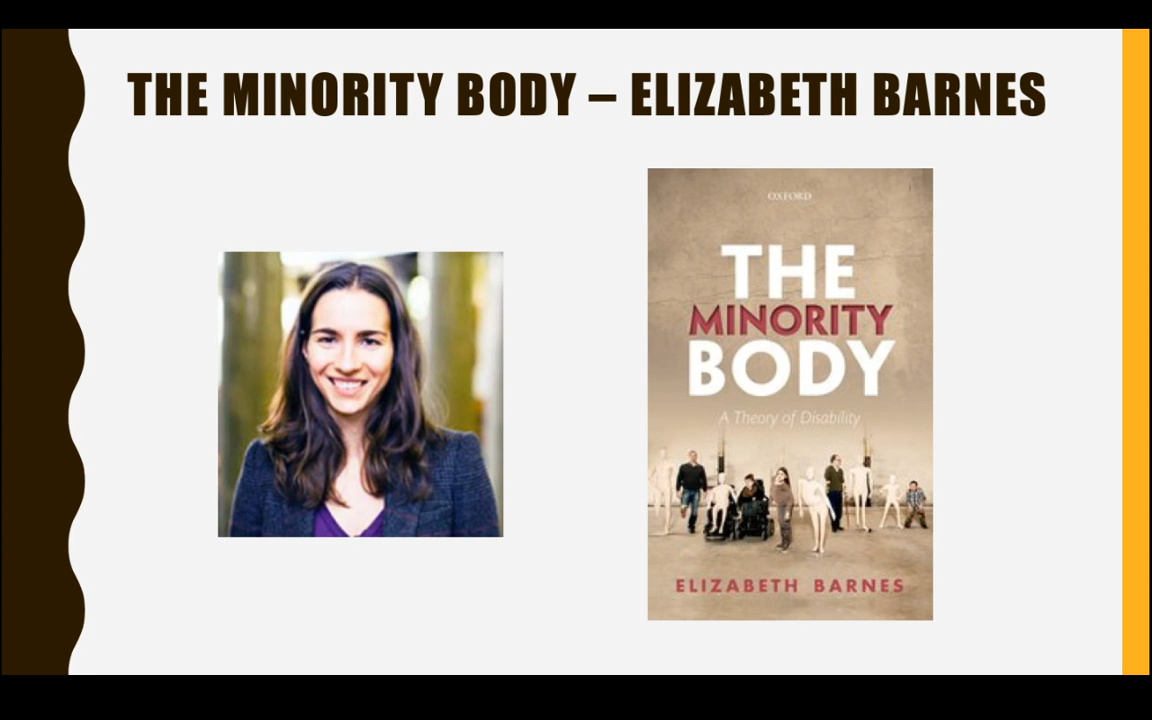 THE MINORITY BODY – ELIZABETH BARNES
OXFORD
THE
MINORITY
BODY
A Theory of Disability
ELIZABETH BARNES